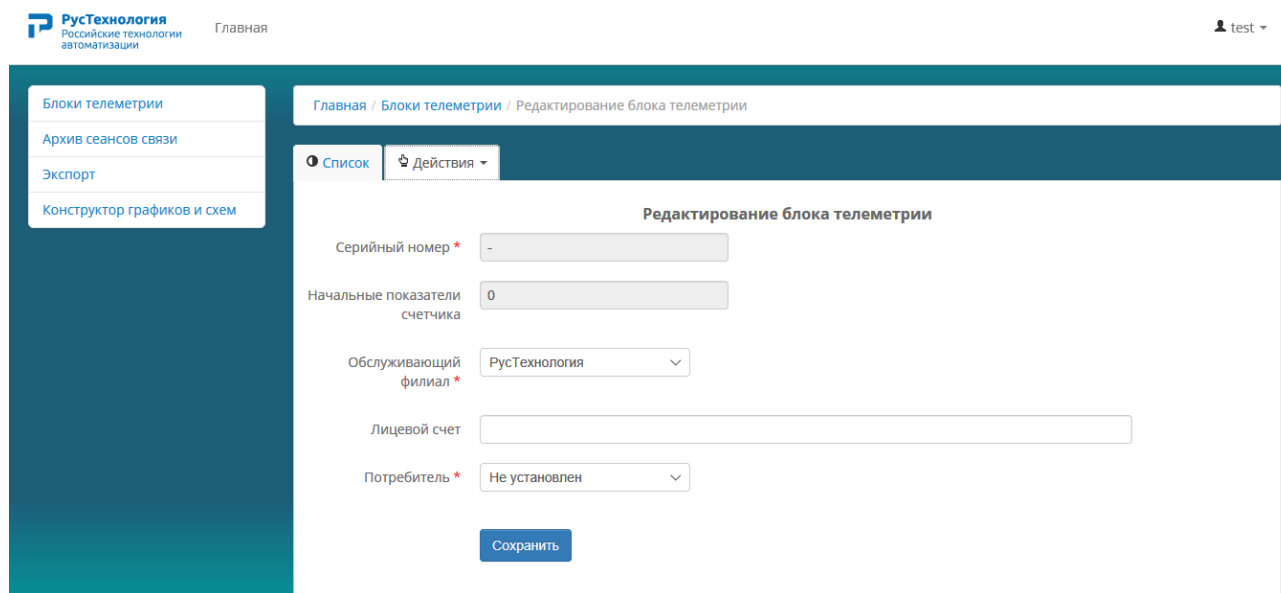 РусТехнология
Российские технологии
автоматизации
Главная
test
Блоки телеметрии
Архив сеансов связи
Экспорт
Конструктор графиков и схем
Главная / Блоки телеметрии / Редактирование блока телеметрии
Список
Действия
Редактирование блока телеметрии
Серийный номер *
-
Начальные показатели
счетчика
0
Обслуживающий
филиал *
РусТехнология
Лицевой счет
Потребитель *
Не установлен
Сохранить